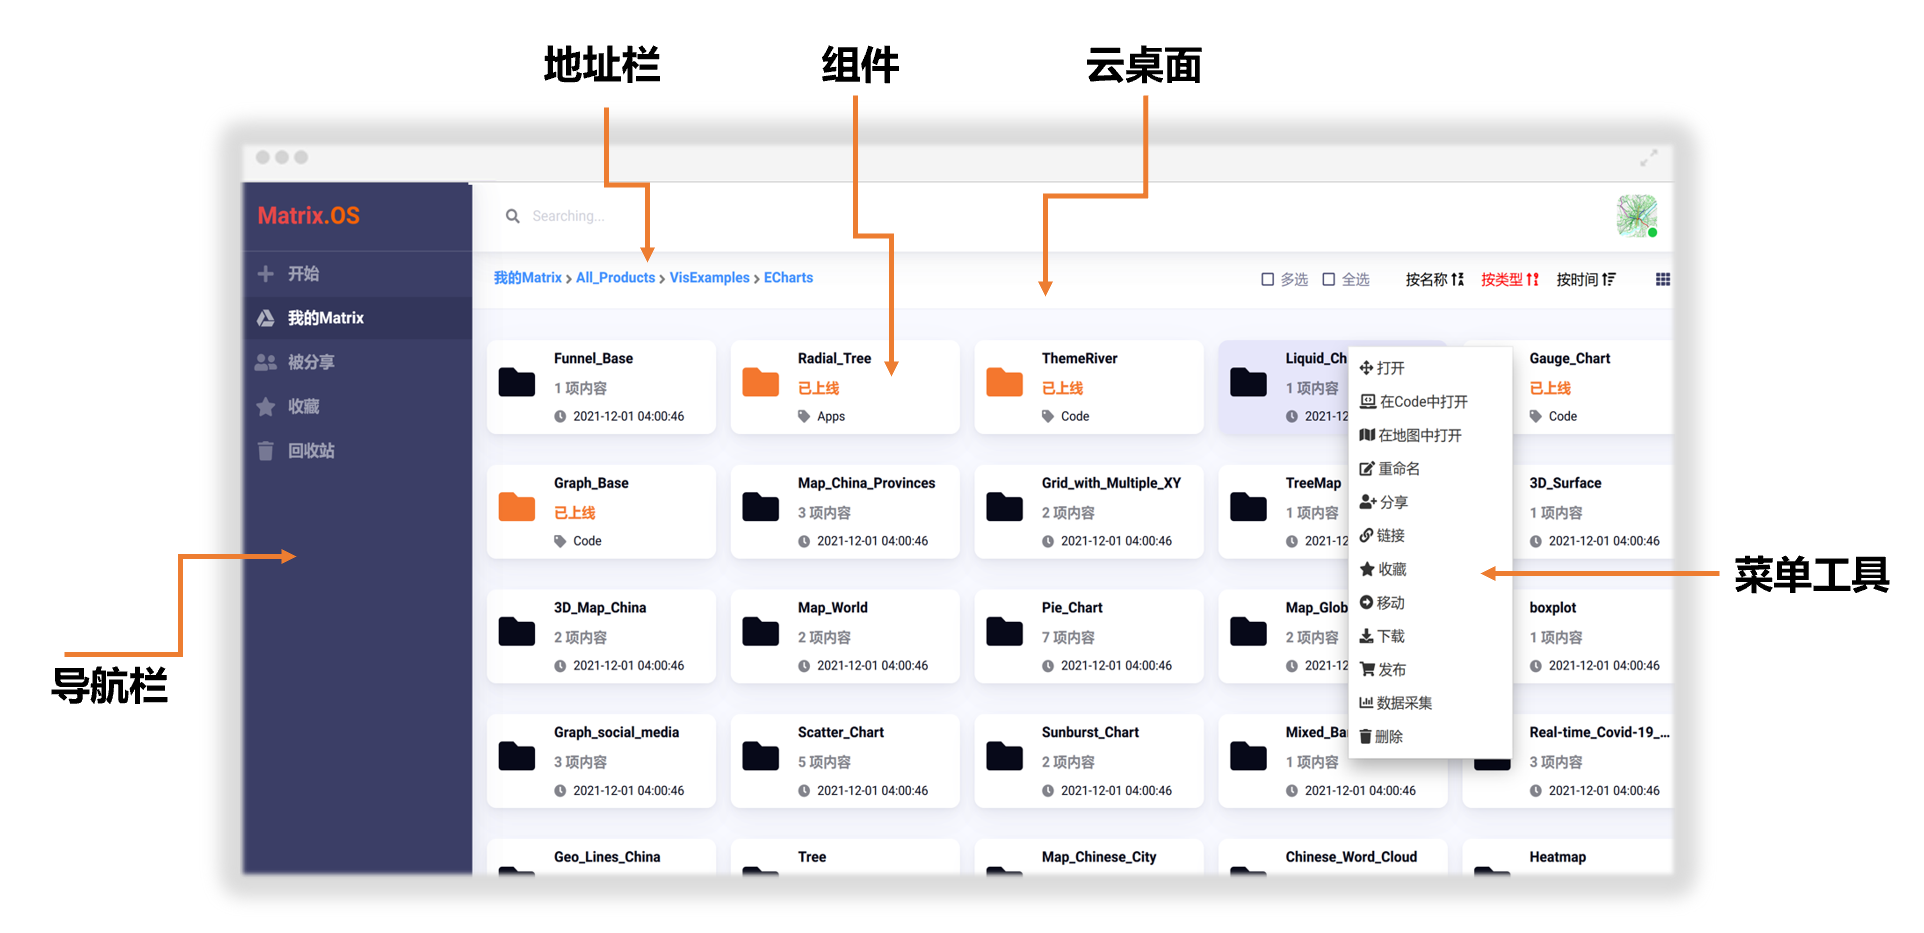 地址栏
组件
云桌面
Matrix.OS
Searching...
开始
我的Matrix
被分享
收藏
回收站
我的Matrix > All_Products > VisExamples > ECharts
多选 全选 按名称 按类型 按时间
Funnel_Base
1 项内容
2021-12-01 04:00:46
Radial_Tree
已上线
Apps
ThemeRiver
已上线
Code
Liquid_Ch
1 项内容
2021-12
Gauge_Chart
已上线
Code
Graph_Base
已上线
Code
Map_China_Provinces
3 项内容
2021-12-01 04:00:46
Grid_with_Multiple_XY
2 项内容
2021-12-01 04:00:46
TreeMap
1 项内容
2021-12
3D_Surface
1 项内容
2021-12-01 04:00:46
3D_Map_China
2 项内容
2021-12-01 04:00:46
Map_World
2 项内容
2021-12-01 04:00:46
Pie_Chart
7 项内容
2021-12-01 04:00:46
Map_Glob
2 项内容
2021-12
boxplot
1 项内容
2021-12-01 04:00:46
Graph_social_media
3 项内容
2021-12-01 04:00:46
Scatter_Chart
5 项内容
2021-12-01 04:00:46
Sunburst_Chart
2 项内容
2021-12-01 04:00:46
Mixed_Ba
1 项内容
2021-12-01 04:00:46
Real-time_Covid-19_...
3 项内容
2021-12-01 04:00:46
Geo_Lines_China
Tree
Map_Chinese_City
Chinese_Word_Cloud
Heatmap
打开
在Code中打开
在地图中打开
重命名
分享
链接
收藏
移动
下载
发布
数据采集
删除
菜单工具
导航栏